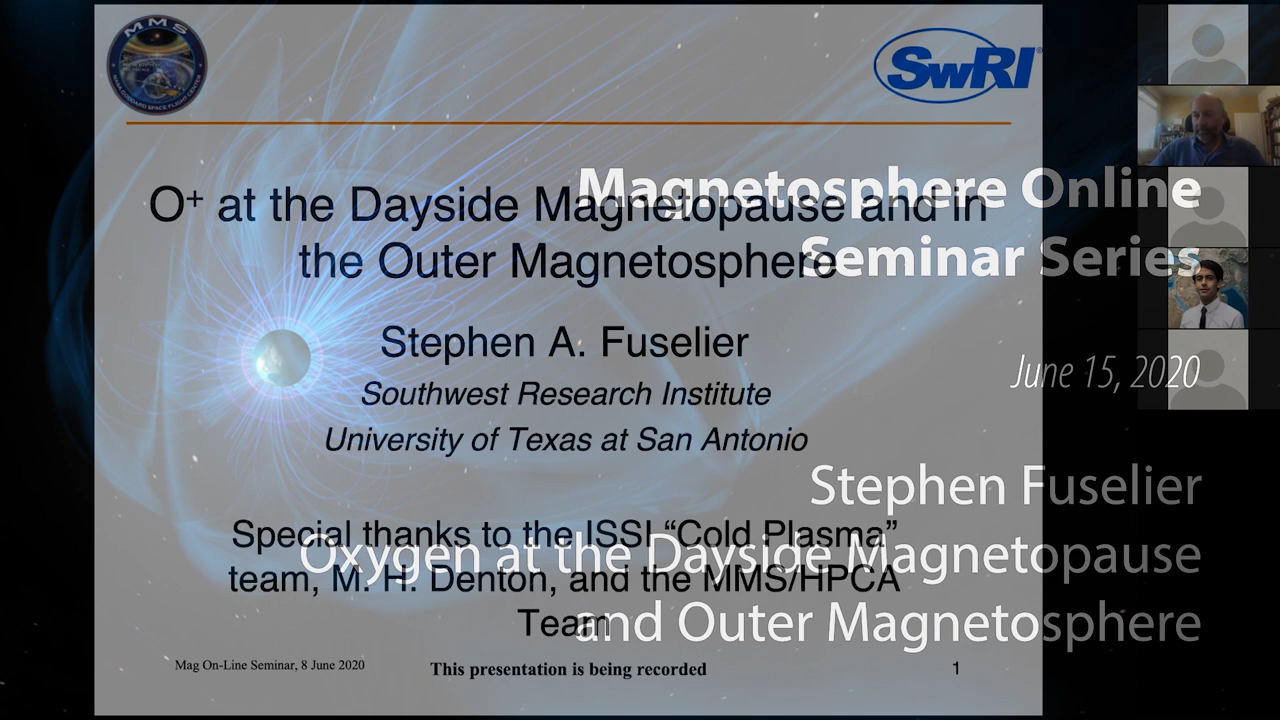 MMS
SwRI
O+ at the Dayside Magnetopause and in
the Outer Magnetosphere
Stephen A. Fuselier
Southwest Research Institute
University of Texas at San Antonio
Special thanks to the ISSI “Cold Plasma”
team, M. H. Denton, and the MMS/HPCA
Team
Mag On-Line Seminar, 8 June 2020
This presentation is being recorded
1
Magnetosphere Online
Seminar Series
June 15, 2020
Stephen Fuselier
Oxygen at the Dayside Magnetopause
and Outer Magnetosphere